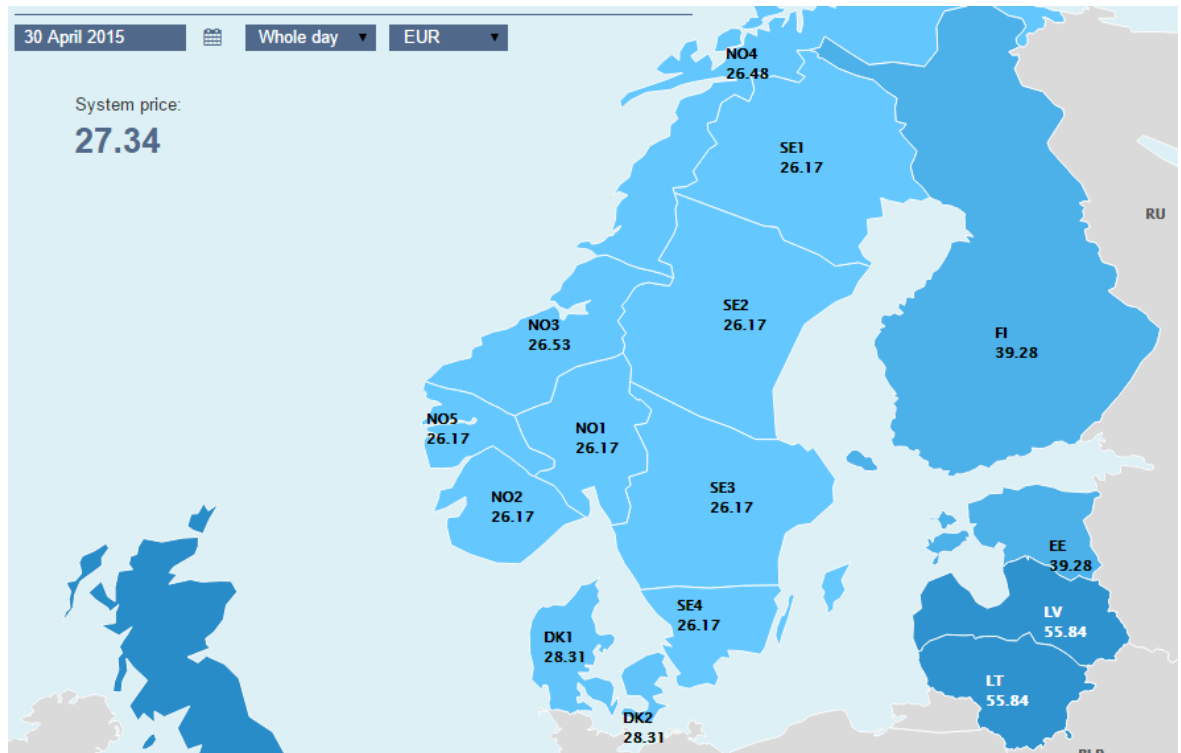 30 April 2015 Whole day EUR
System price:
27.34
NO4
26.48
SE1
26.17
RU
SE2
26.17
NO3
26.53
FI
39.28
NO5
26.17
NO1
26.17
SE3
26.17
NO2
26.17
EE
39.28
SE4
26.17
LV
55.84
DK1
28.31
LT
55.84
DK2
28.31